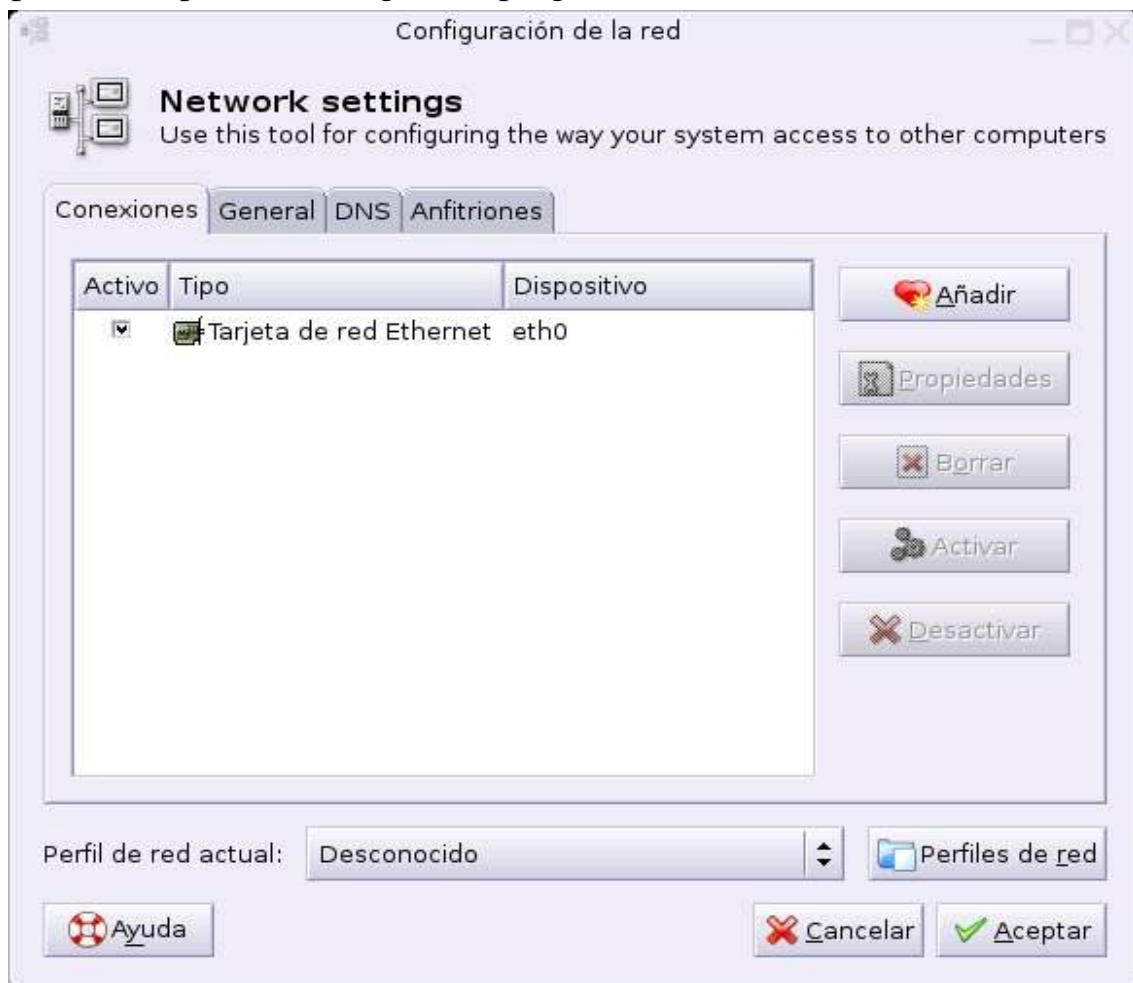 Configuración de la red
Network settings
Use this tool for configuring the way your system access to other computers
Conexiones General DNS Anfitriones
Activo Tipo Dispositivo
Tarjeta de red Ethernet eth0
Añadir
Propiedades
Borrar
Activar
Desactivar
Perfil de red actual: Desconocido Perfiles de red
Ayuda Cancelar Aceptar